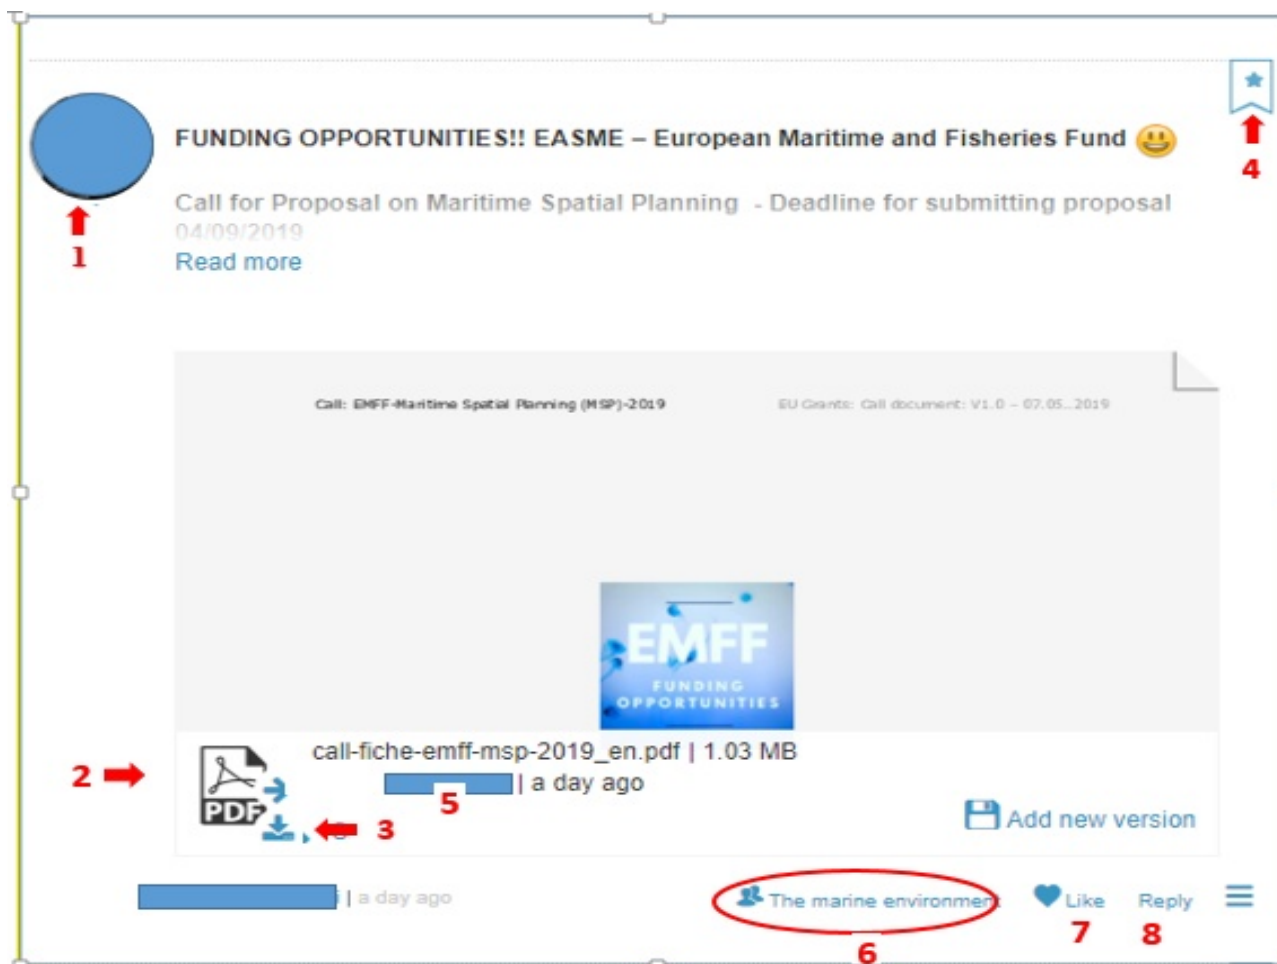 FUNDING OPPORTUNITIES!! EASME – European Maritime and Fisheries Fund
4
Call for Proposal on Maritime Spatial Planning - Deadline for submitting proposal
04/09/2019
1
Read more
Call: EMFF-Maritime Spatial Planning (MSP)-2019
EU Grants: Call document: V1.0 – 07.05..2019
EMFF
FUNDING
OPPORTUNITIES
call-fiche-emff-msp-2019_en.pdf | 1.03 MB
2
| a day ago
5
PDF
3
Add new version
| a day ago
The marine environment
Like
Reply
6
7
8